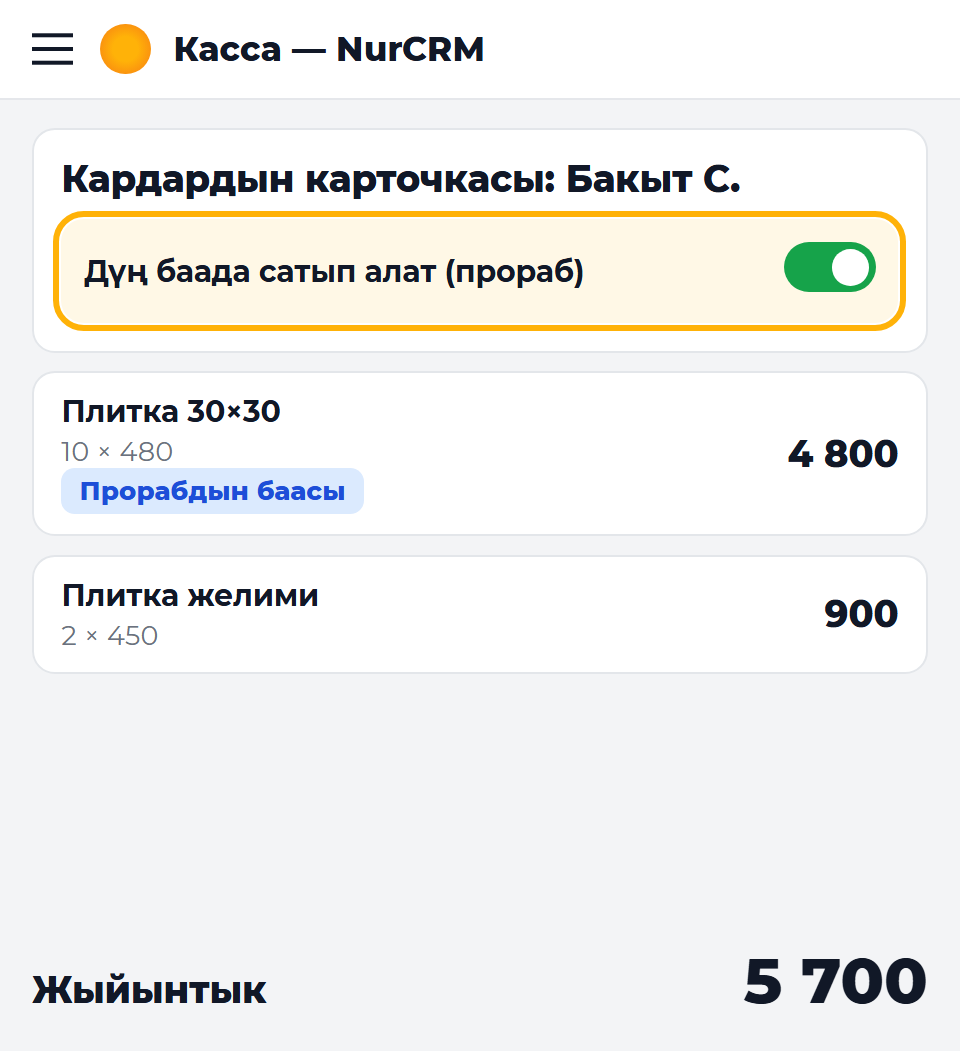 Касса — NurCRM
Кардардын карточкасы: Бакыт С.
Дүң баада сатып алат (прораб)
Плитка 30×30
10 × 480
4 800
Прорабдын баасы
Плитка желими
2 × 450
900
Жыйынтык
5 700